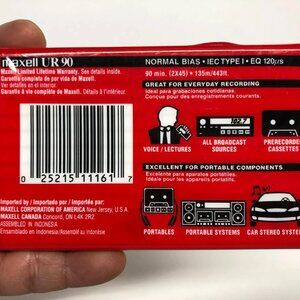 maxell UR 90
NORMAL BIAS • IEC TYPE I • EQ 120μs
Maxell Limited Lifetime Warranty. See details inside.
Garantía completa de por vida de Maxell.
Ver detalles en el interior.
Garantie à vie complète de Maxell. Détails à l'intérieur.
90 min. (2X45) • 135m/443ft.
GREAT FOR EVERYDAY RECORDING
Ideado para grabaciones cotidianas.
Conçue pour des enregistrements courants.
102.7
VOICE / LECTURES
ALL BROADCAST
SOURCES
PRERECORDED
CASSETTES
0 25215 11161 7
EXCELLENT FOR PORTABLE COMPONENTS
Excelente para aparatos portátiles.
Idéale pour les appareils portatifs.
PORTABLES
PORTABLE SYSTEMS
CAR STEREO SYSTEMS
Imported by / Importado por / Importés par:
MAXELL CORPORATION OF AMERICA New Jersey, U.S.A.
MAXELL CANADA Concord, ON L4K 2R2
ASSEMBLED IN INDONESIA
Ensamblado en Indonesia/Assemblé en Indonésie